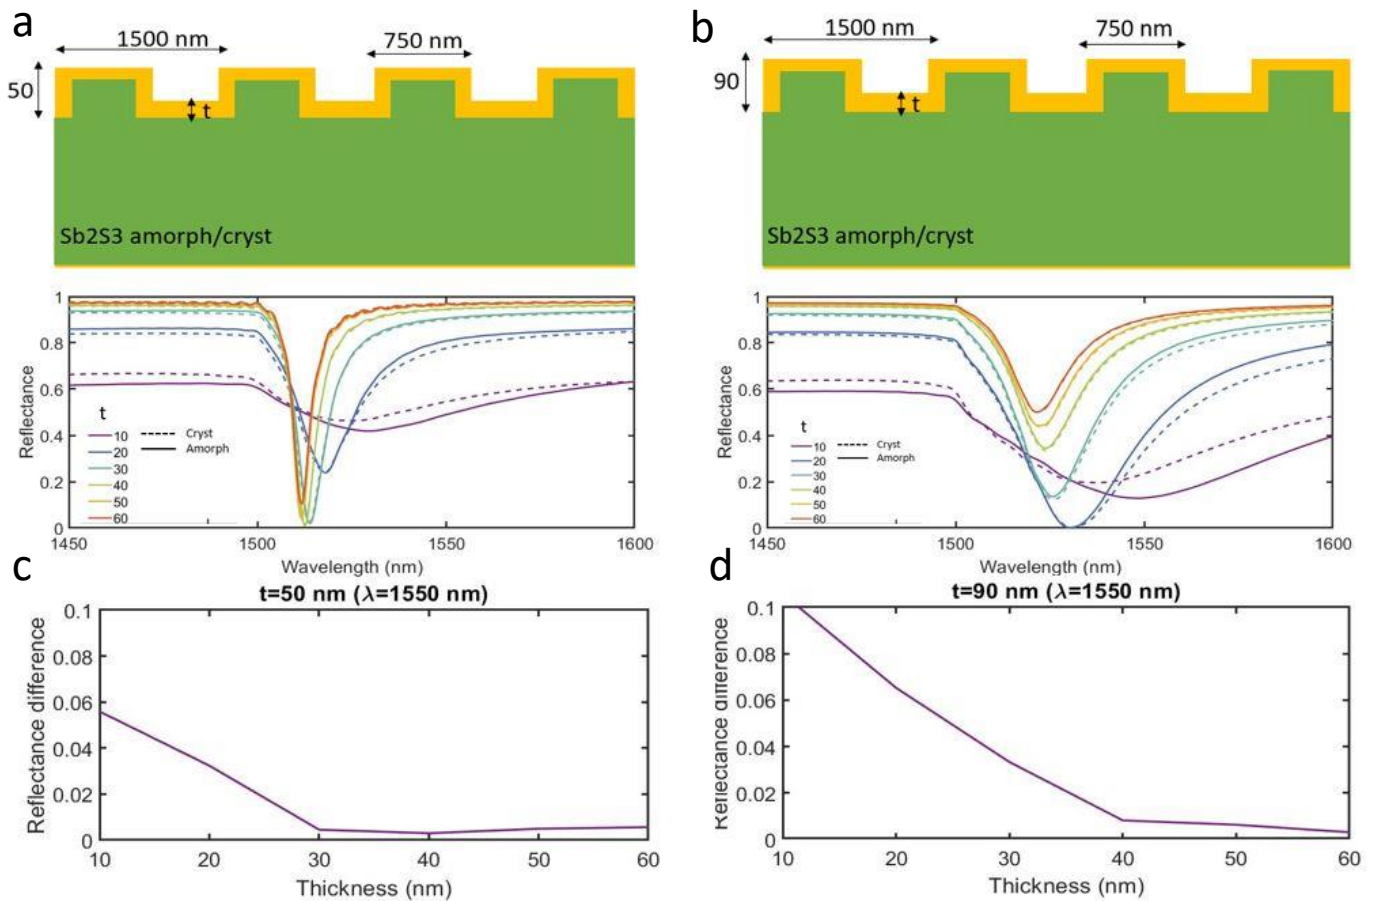 a
1500 nm
750 nm
50
t
Sb2S3 amorph/cryst
1
0.8
0.6
0.4
0.2
0
Reflectance
t
10
20
30
40
50
60
Cryst
Amorph
1450
1500
1550
1600
Wavelength (nm)
b
1500 nm
750 nm
90
t
Sb2S3 amorph/cryst
1
0.8
0.6
0.4
0.2
0
Reflectance
t
10
20
30
40
50
60
Cryst
Amorph
1450
1500
1550
1600
Wavelength (nm)
c
t=50 nm (λ=1550 nm)
0.1
0.08
0.06
0.04
0.02
0
Reflectance difference
10
20
30
40
50
60
Thickness (nm)
d
t=90 nm (λ=1550 nm)
0.1
0.08
0.06
0.04
0.02
0
Reflectance difference
10
20
30
40
50
60
Thickness (nm)